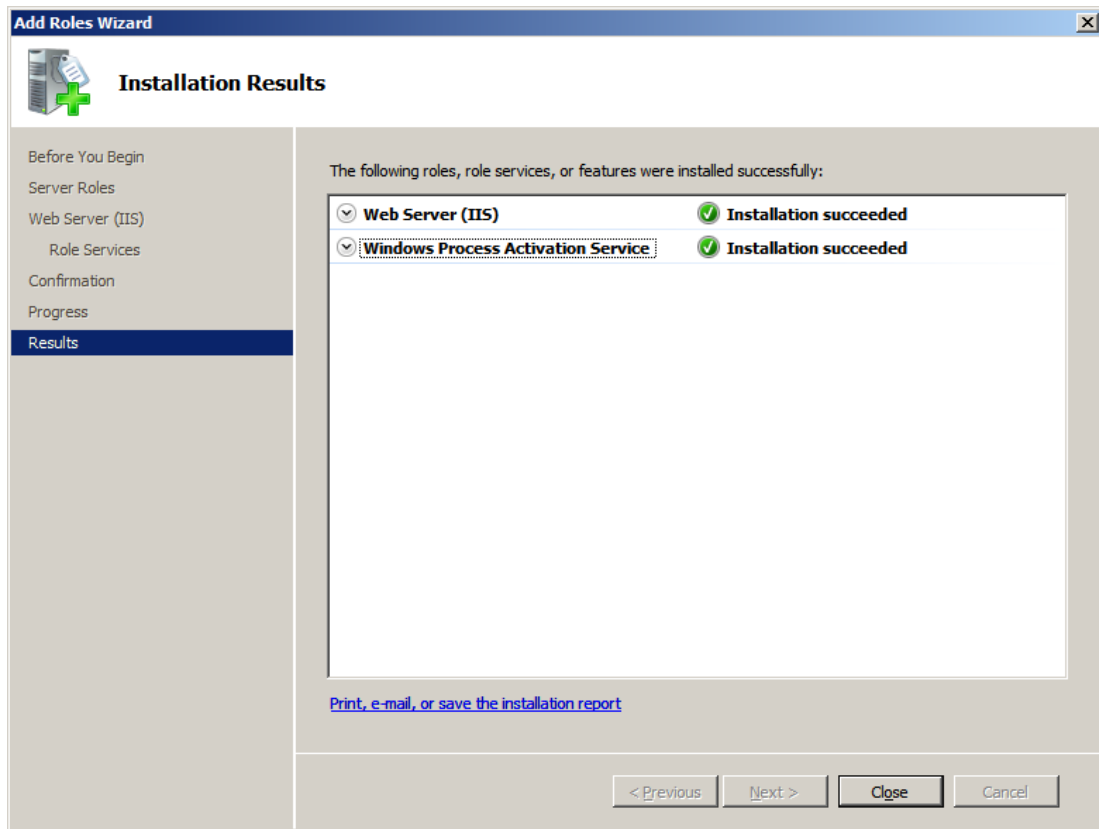 Add Roles Wizard
Installation Results
Before You Begin
Server Roles
Web Server (IIS)
Role Services
Confirmation
Progress
Results
The following roles, role services, or features were installed successfully:
Web Server (IIS) Installation succeeded
Windows Process Activation Service Installation succeeded
Print, e-mail, or save the installation report
< Previous Next > Close Cancel